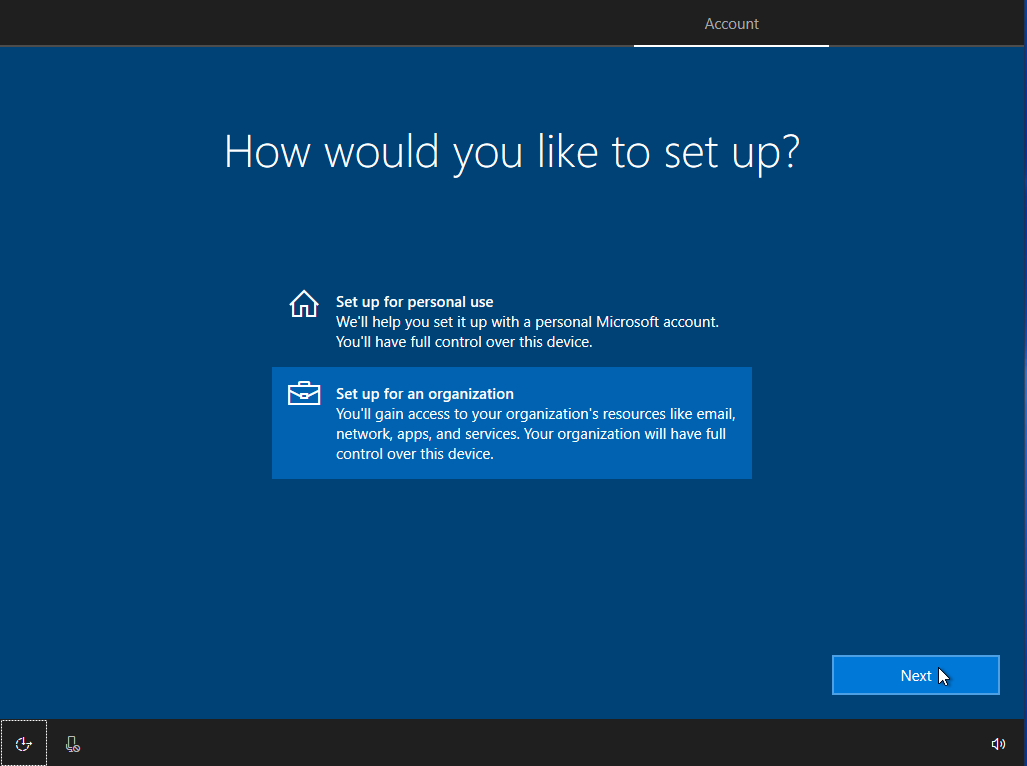 Account
How would you like to set up?
Set up for personal use
We'll help you set it up with a personal Microsoft account.
You'll have full control over this device.
Set up for an organization
You'll gain access to your organization's resources like email,
network, apps, and services. Your organization will have full
control over this device.
Next